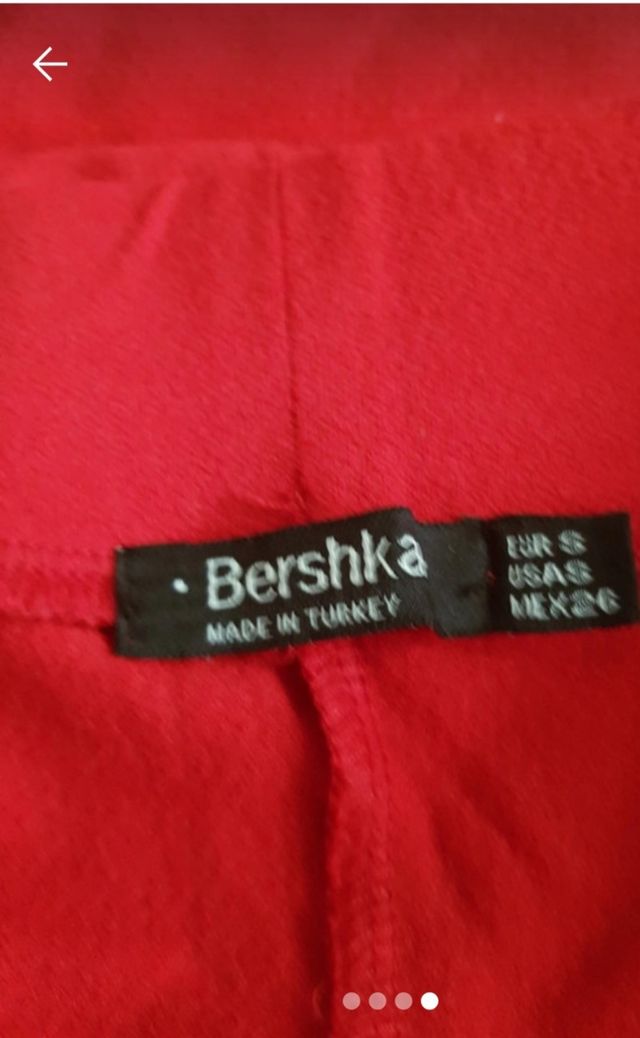 Bershka
MADE IN TURKEY
EUR S
USA S
MEX 26